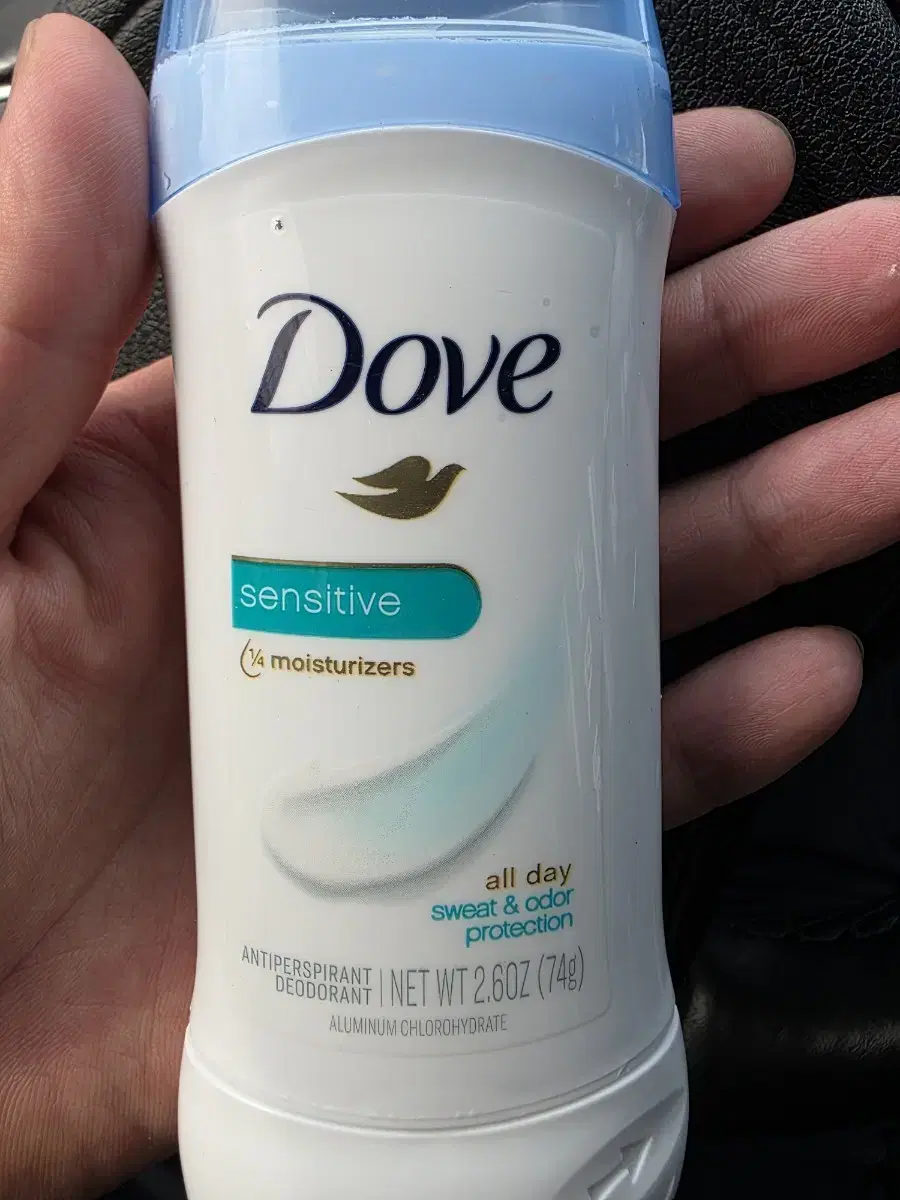 Dove
sensitive
1/4 moisturizers
all day
sweat & odor
protection
ANTIPERSPIRANT
DEODORANT
NET WT 2.6OZ (74g)
ALUMINUM CHLOROHYDRATE